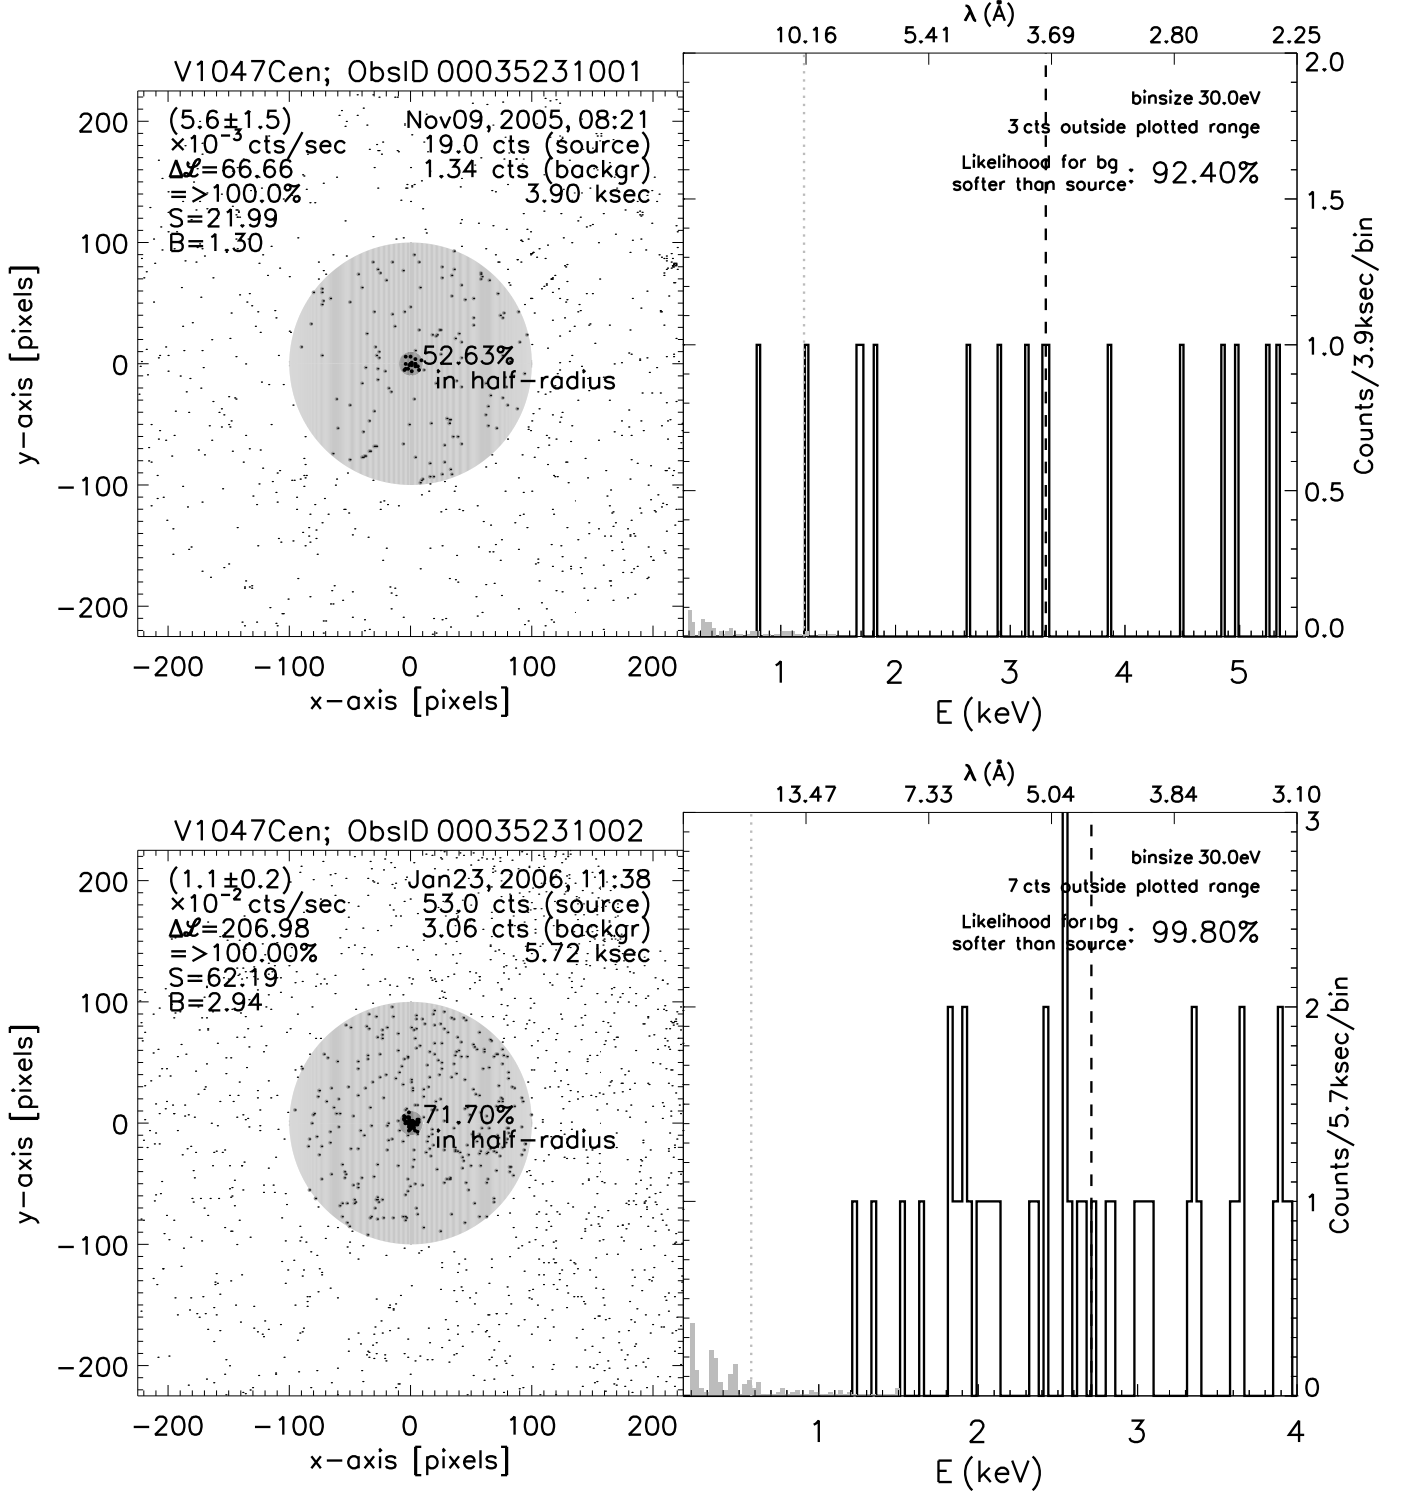 V1047Cen; ObsID 00035231001
(5.6±1.5)
×10⁻³ cts/sec
Δℒ=66.66
=>100.0%
S=21.99
B=1.30
Nov09, 2005, 08:21
19.0 cts (source)
1.34 cts (backgr)
3.90 ksec
52.63%
in half-radius
200
100
0
-100
-200
y-axis [pixels]
-200 -100 0 100 200
x-axis [pixels]
λ (Å)
10.16 5.41 3.69 2.80 2.25
binsize 30.0eV
3 cts outside plotted range
Likelihood for bg
softer than source: 92.40%
2.0
1.5
1.0
0.5
0.0
Counts/3.9ksec/bin
1 2 3 4 5
E (keV)
V1047Cen; ObsID 00035231002
(1.1±0.2)
×10⁻² cts/sec
Δℒ=206.98
=>100.00%
S=62.19
B=2.94
Jan23, 2006, 11:38
53.0 cts (source)
3.06 cts (backgr)
5.72 ksec
71.70%
in half-radius
200
100
0
-100
-200
y-axis [pixels]
-200 -100 0 100 200
x-axis [pixels]
λ (Å)
13.47 7.33 5.04 3.84 3.10
binsize 30.0eV
7 cts outside plotted range
Likelihood for bg
softer than source: 99.80%
3
2
1
0
Counts/5.7ksec/bin
1 2 3 4
E (keV)